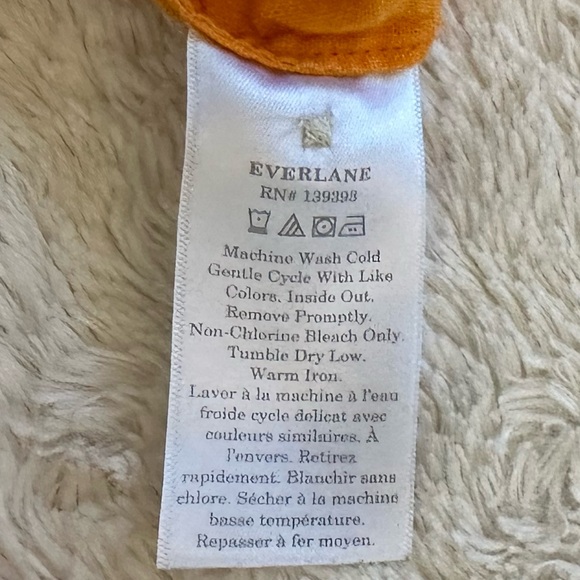 EVERLANE
RN# 139398
Machine Wash Cold
Gentle Cycle With Like
Colors. Inside Out.
Remove Promptly.
Non-Chlorine Bleach Only.
Tumble Dry Low.
Warm Iron.
Laver à la machine à l'eau
froide cycle délicat avec
couleurs similaires. À
l'envers. Retirez
rapidement. Blanchir sans
chlore. Sécher à la machine
basse température.
Repasser à fer moyen.